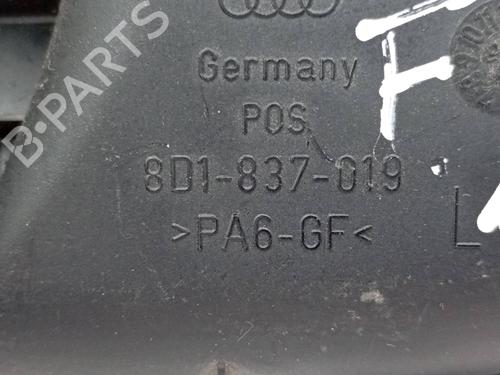 Germany
POS.
8D1-837-019
>PA6-GF<
L
F
B-PARTS